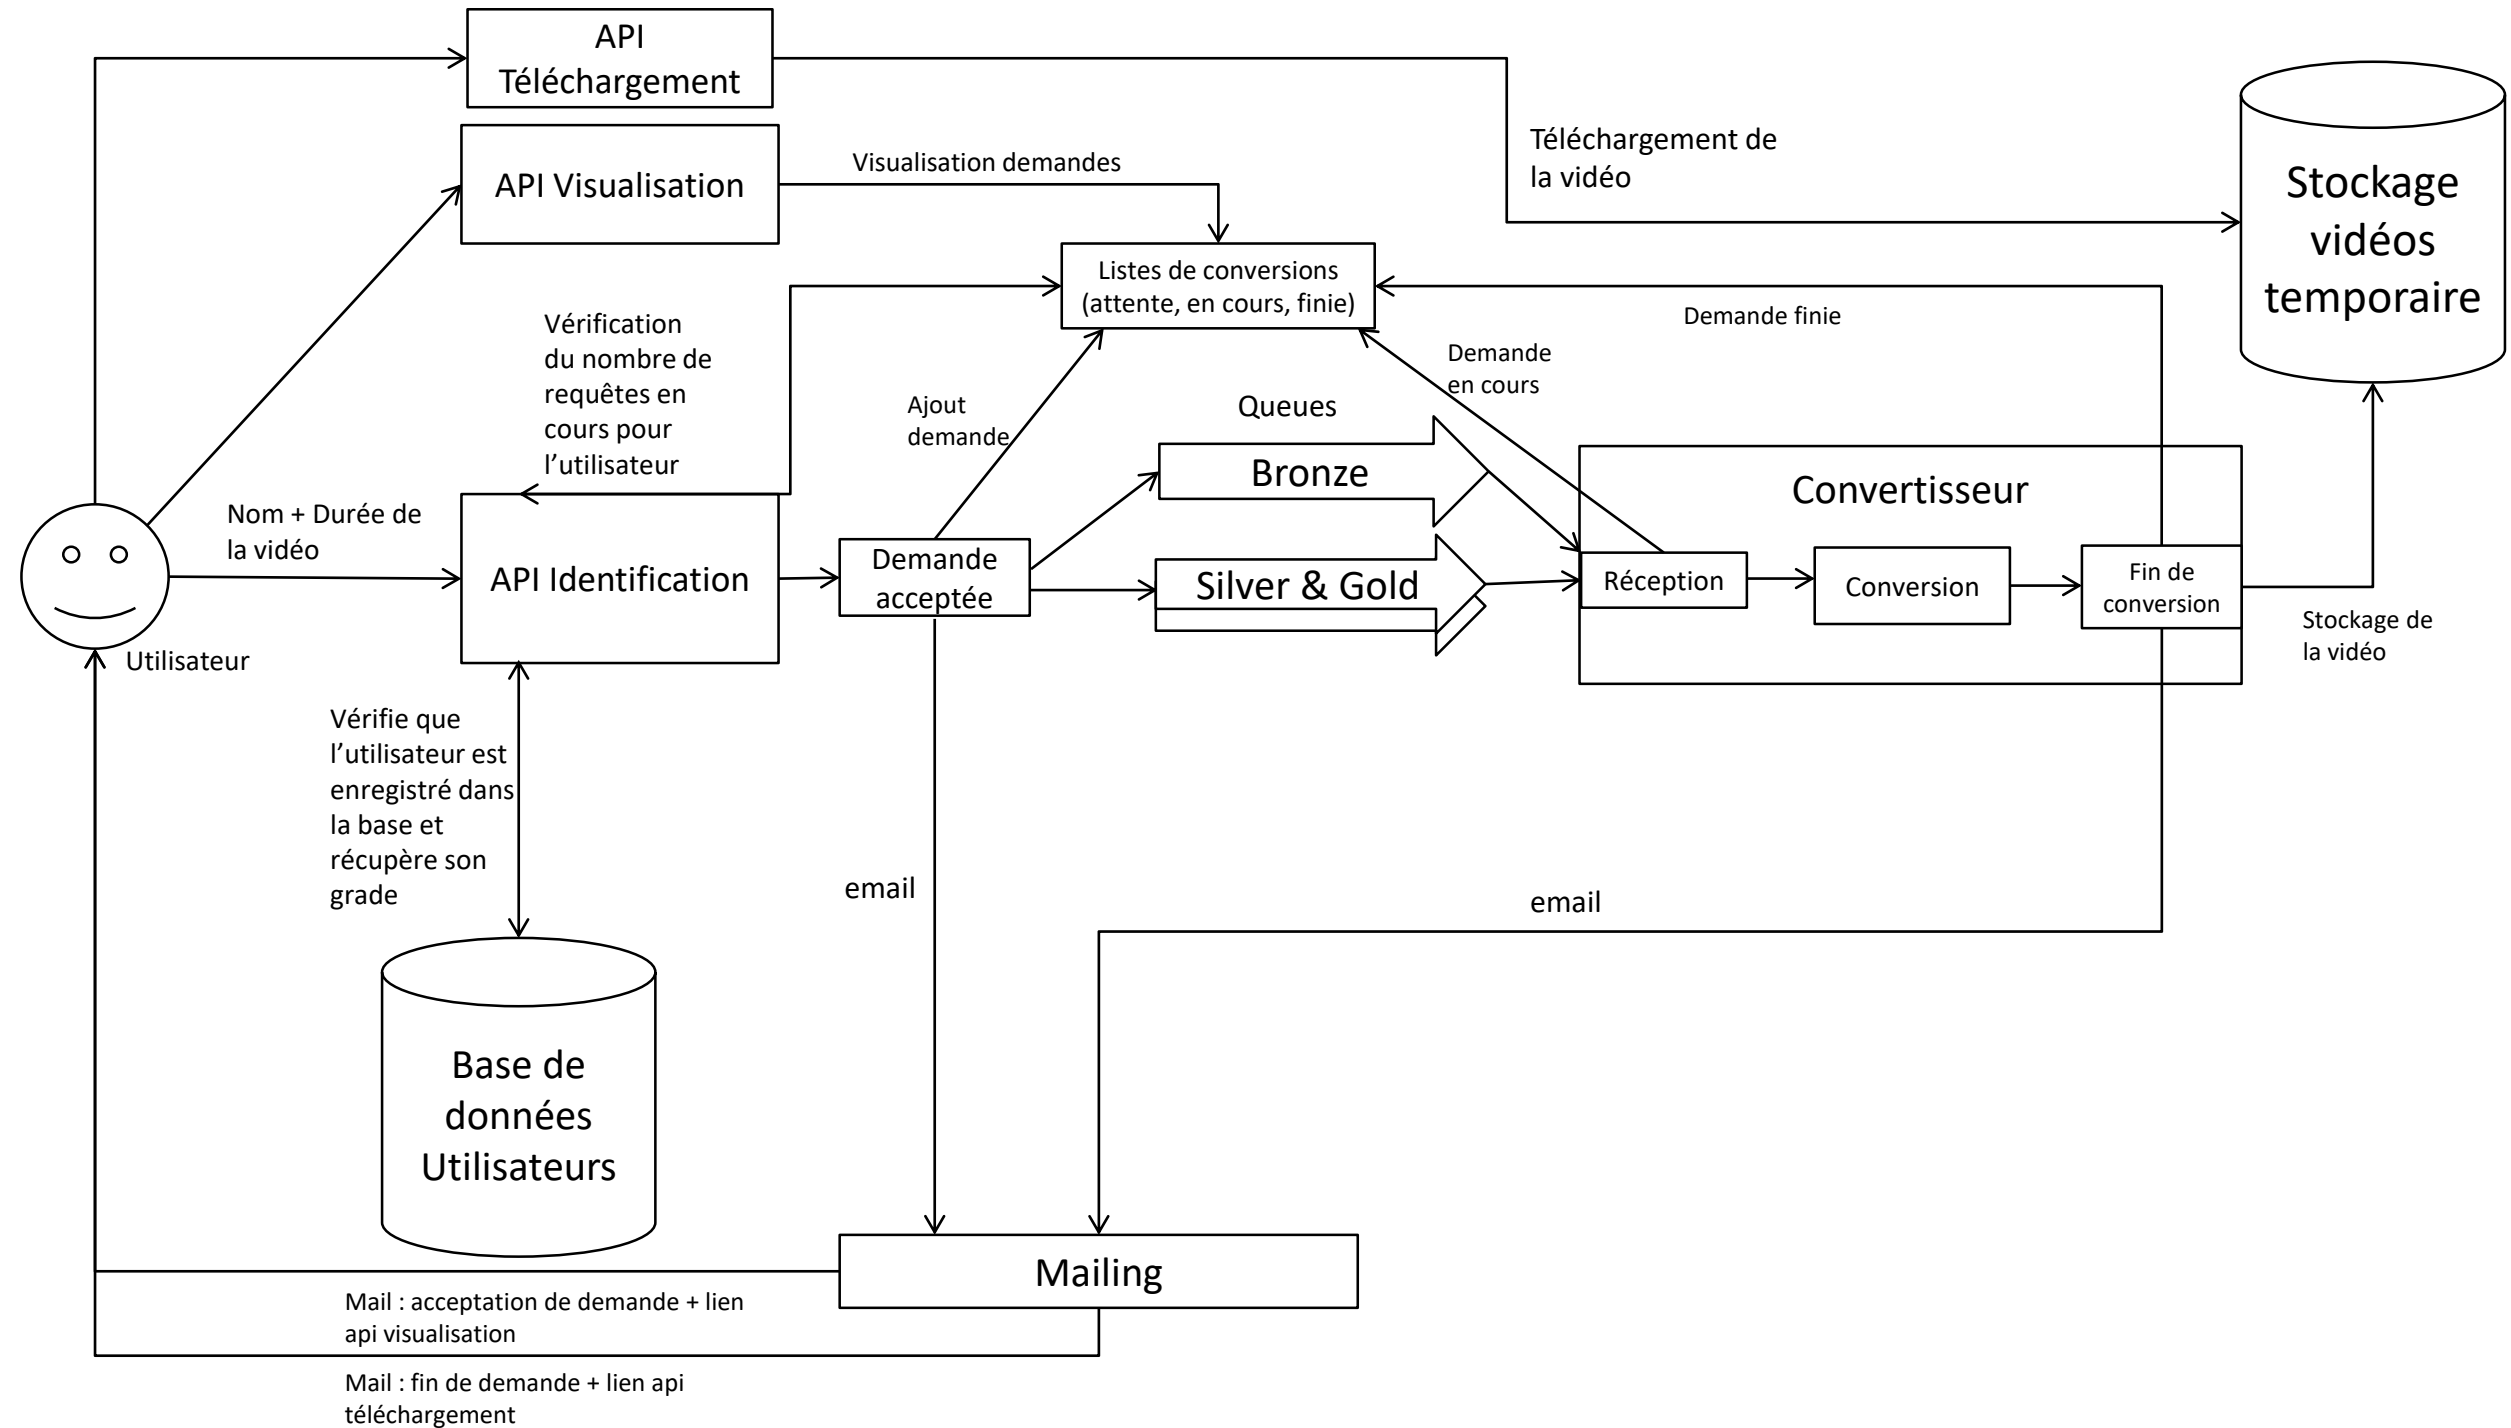 API
Téléchargement
API Visualisation
Visualisation demandes
Téléchargement de
la vidéo
Stockage
vidéos
temporaire
Listes de conversions
(attente, en cours, finie)
Vérification
du nombre de
requêtes en
cours pour
l’utilisateur
Demande finie
Demande
en cours
Ajout
demande
Queues
Bronze
Silver & Gold
Convertisseur
Nom + Durée de
la vidéo
API Identification
Demande
acceptée
Réception
Conversion
Fin de
conversion
Stockage de
la vidéo
Utilisateur
Vérifie que
l’utilisateur est
enregistré dans
la base et
récupère son
grade
email
email
Base de
données
Utilisateurs
Mailing
Mail : acceptation de demande + lien
api visualisation
Mail : fin de demande + lien api
téléchargement